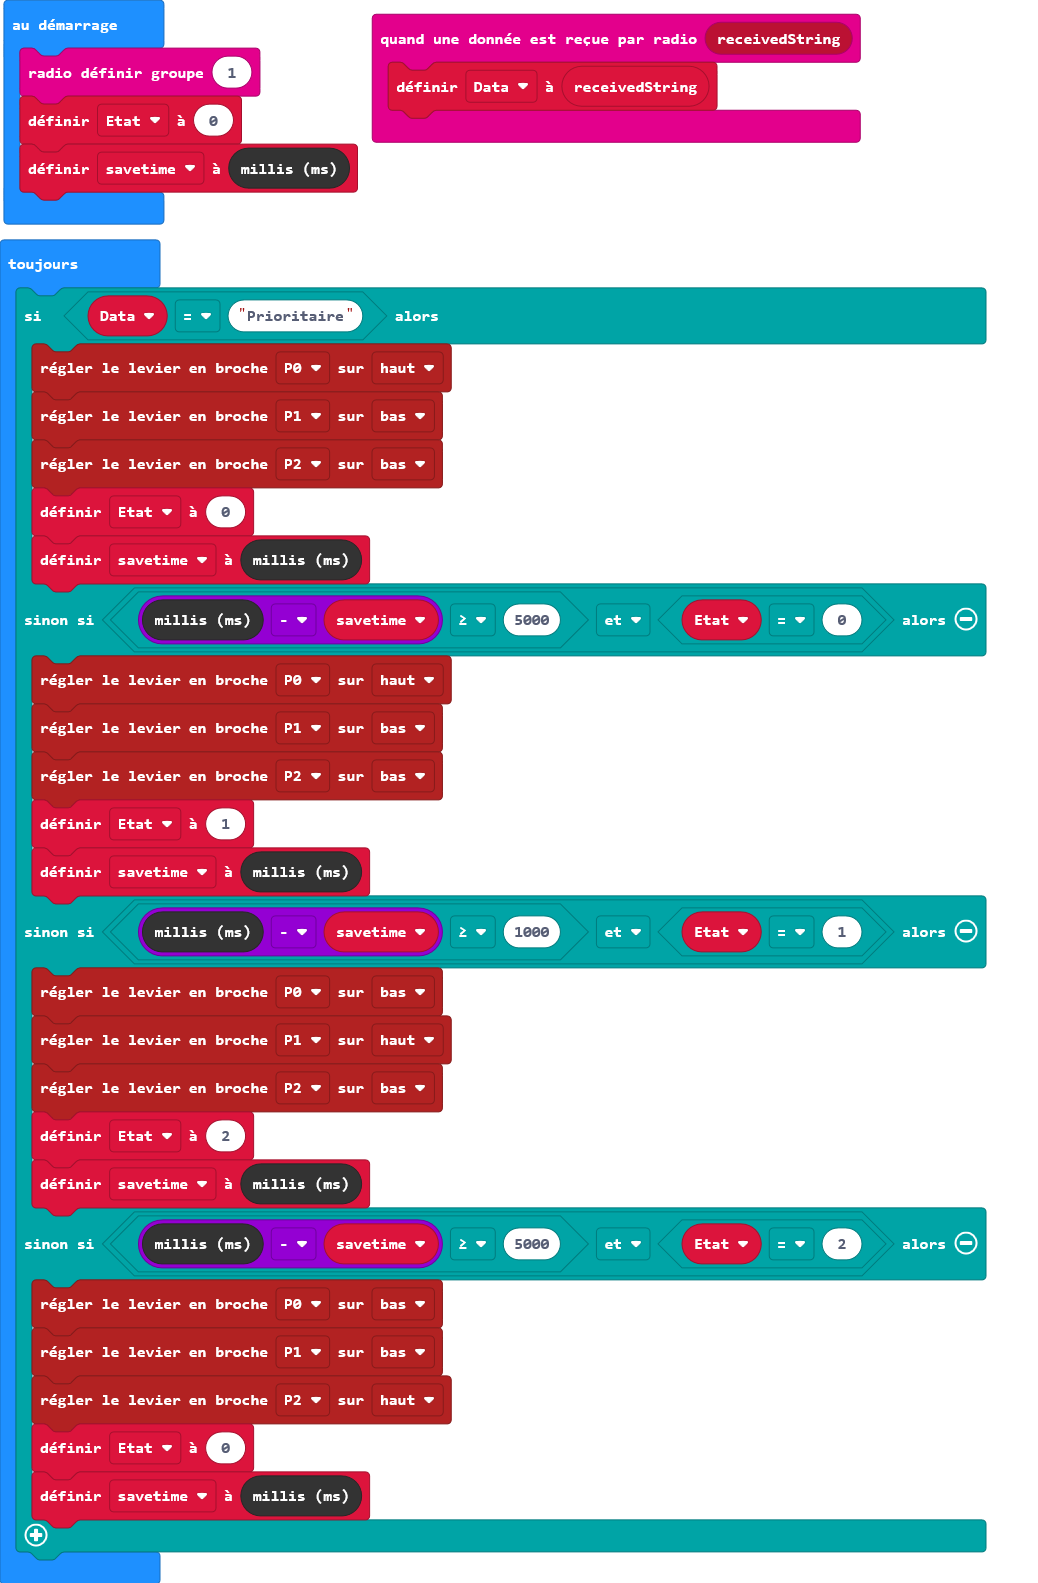 au démarrage
radio définir groupe 1
définir Etat à 0
définir savetime à millis (ms)
quand une donnée est reçue par radio receivedString
définir Data à receivedString
toujours
si Data = "Prioritaire" alors
régler le levier en broche P0 sur haut
régler le levier en broche P1 sur bas
régler le levier en broche P2 sur bas
définir Etat à 0
définir savetime à millis (ms)
sinon si millis (ms) - savetime ≥ 5000 et Etat = 0 alors
régler le levier en broche P0 sur haut
régler le levier en broche P1 sur bas
régler le levier en broche P2 sur bas
définir Etat à 1
définir savetime à millis (ms)
sinon si millis (ms) - savetime ≥ 1000 et Etat = 1 alors
régler le levier en broche P0 sur bas
régler le levier en broche P1 sur haut
régler le levier en broche P2 sur bas
définir Etat à 2
définir savetime à millis (ms)
sinon si millis (ms) - savetime ≥ 5000 et Etat = 2 alors
régler le levier en broche P0 sur bas
régler le levier en broche P1 sur bas
régler le levier en broche P2 sur haut
définir Etat à 0
définir savetime à millis (ms)